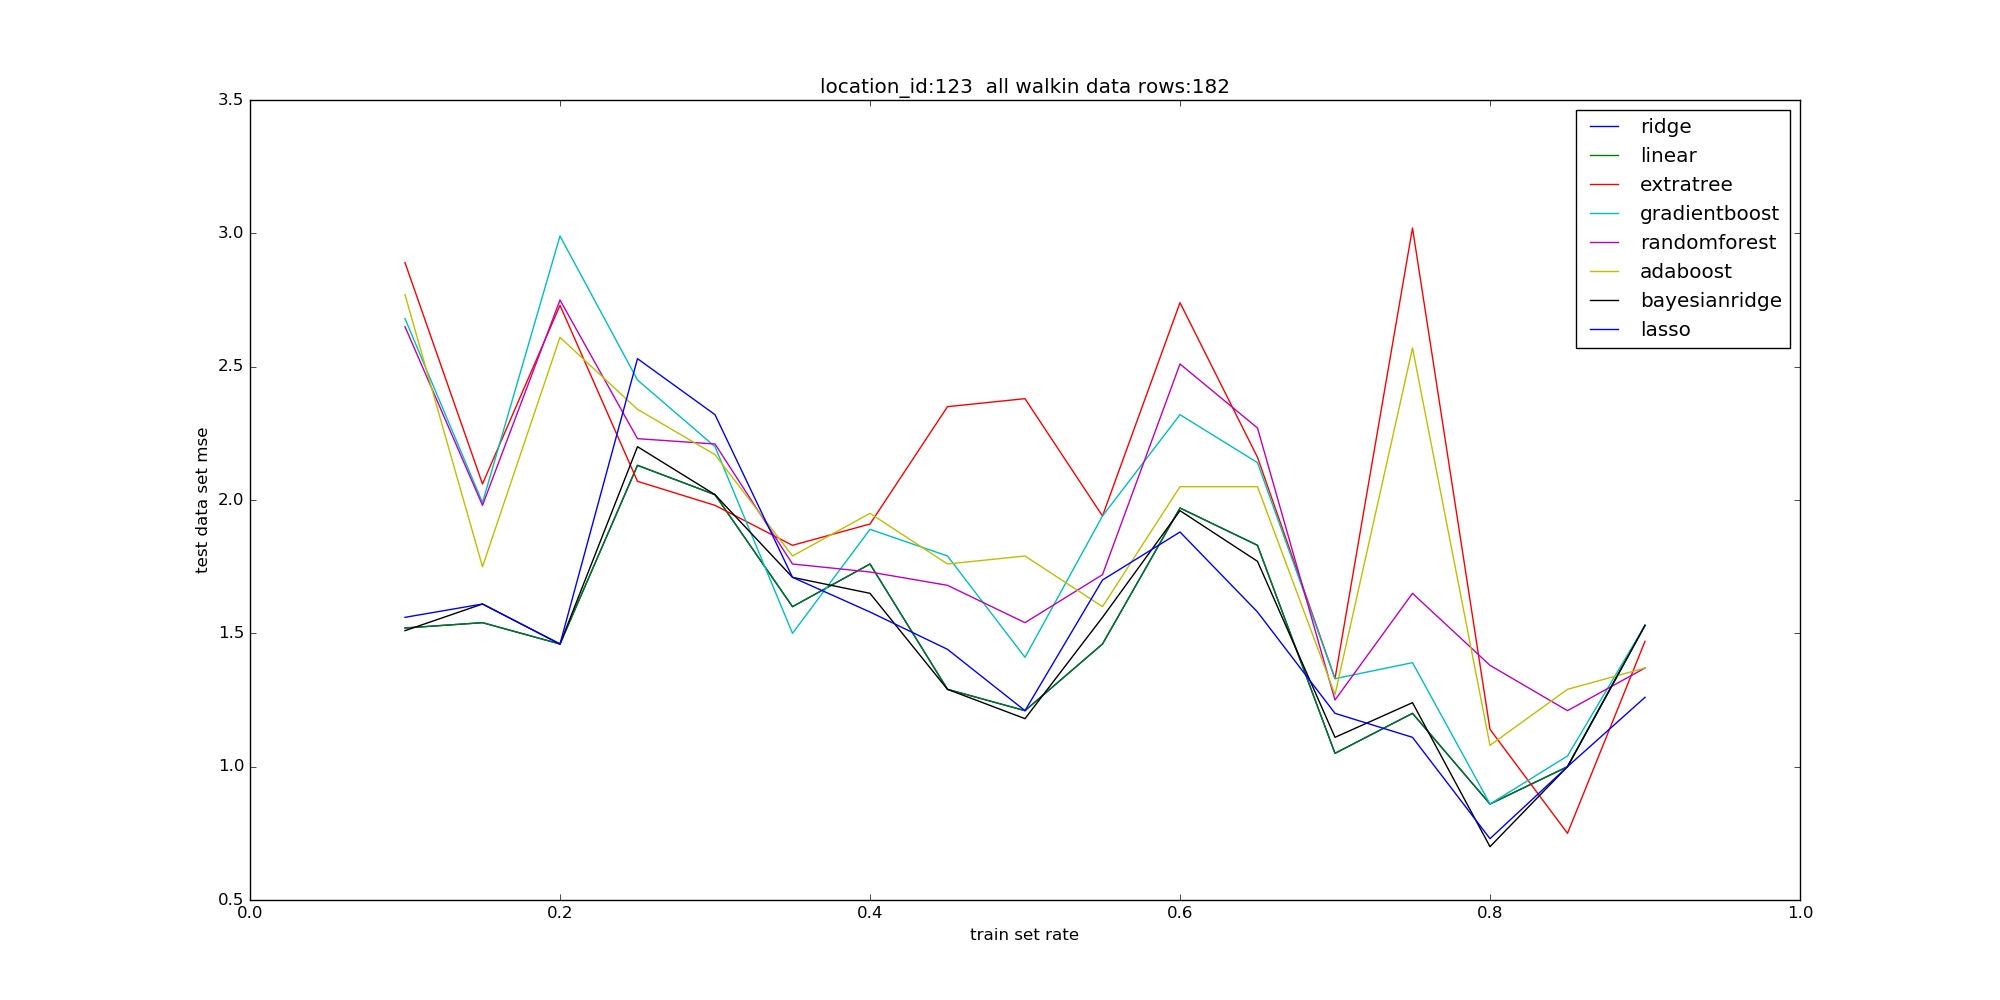 location_id:123  all walkin data rows:182
3.5
3.0
2.5
2.0
1.5
1.0
0.5
test data set mse
ridge
linear
extratree
gradientboost
randomforest
adaboost
bayesianridge
lasso
0.0 0.2 0.4 0.6 0.8 1.0
train set rate